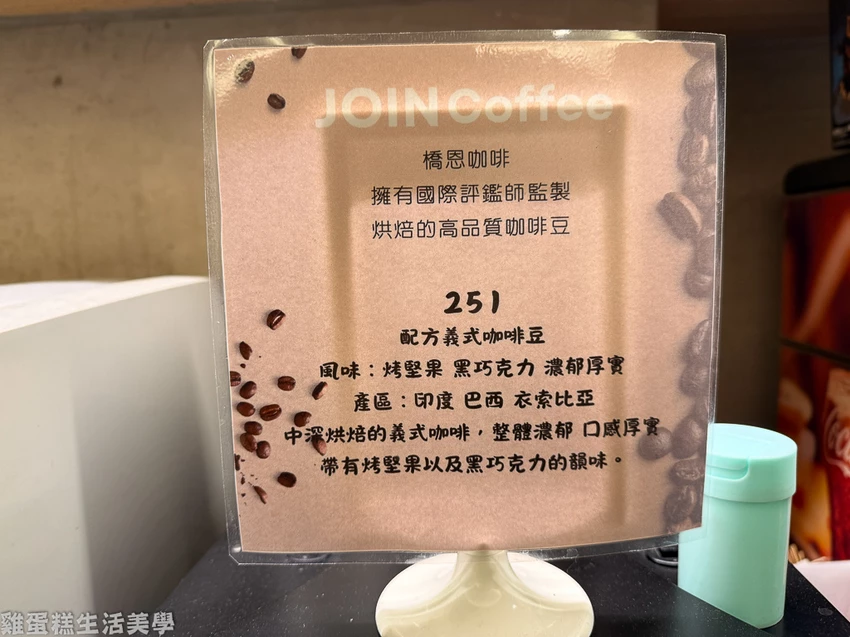 JOIN Coffee
橋恩咖啡
擁有國際評鑑師監製
烘焙的高品質咖啡豆
251
配方義式咖啡豆
風味：烤堅果 黑巧克力 濃郁厚實
產區：印度 巴西 衣索比亞
中深烘焙的義式咖啡，整體濃郁 口感厚實
帶有烤堅果以及黑巧克力的韻味。
雞蛋糕生活美學